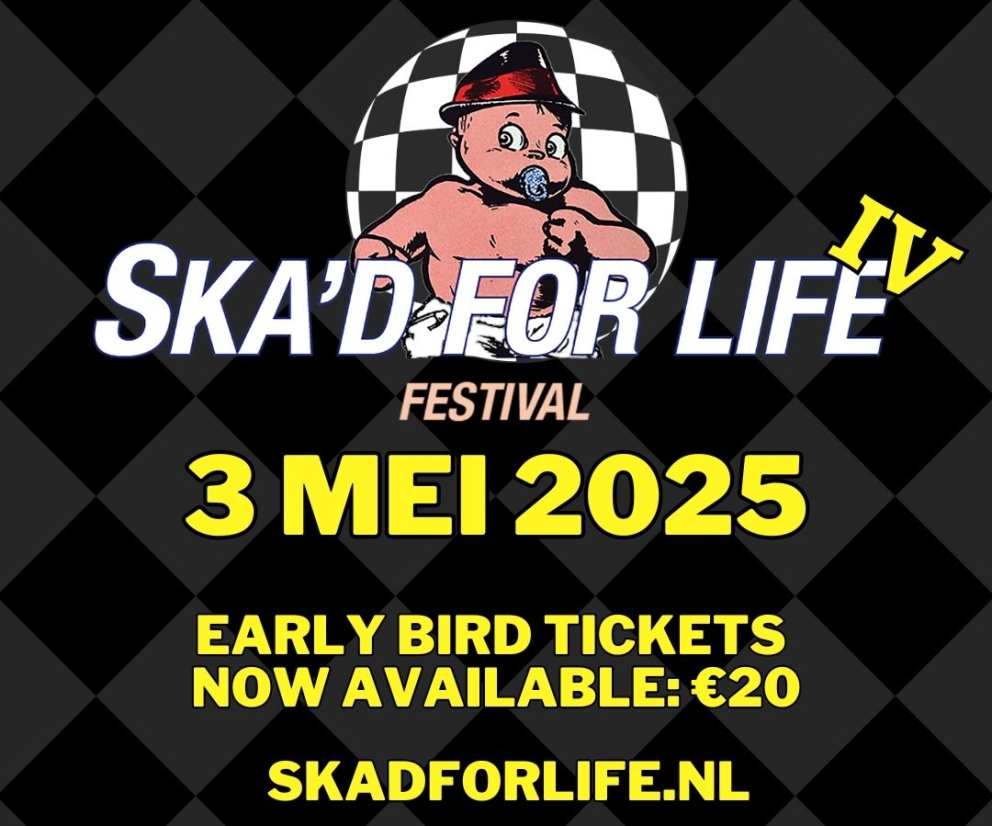 SKA'D FOR LIFE
IV
FESTIVAL
3 MEI 2025
EARLY BIRD TICKETS
NOW AVAILABLE: €20
SKADFORLIFE.NL